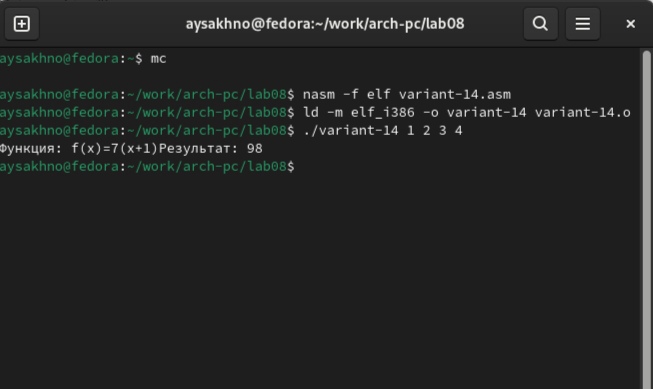 aysakhno@fedora:~/work/arch-pc/lab08
aysakhno@fedora:~$ mc
aysakhno@fedora:~/work/arch-pc/lab08$ nasm -f elf variant-14.asm
aysakhno@fedora:~/work/arch-pc/lab08$ ld -m elf_i386 -o variant-14 variant-14.o
aysakhno@fedora:~/work/arch-pc/lab08$ ./variant-14 1 2 3 4
Функция: f(x)=7(x+1)Результат: 98
aysakhno@fedora:~/work/arch-pc/lab08$